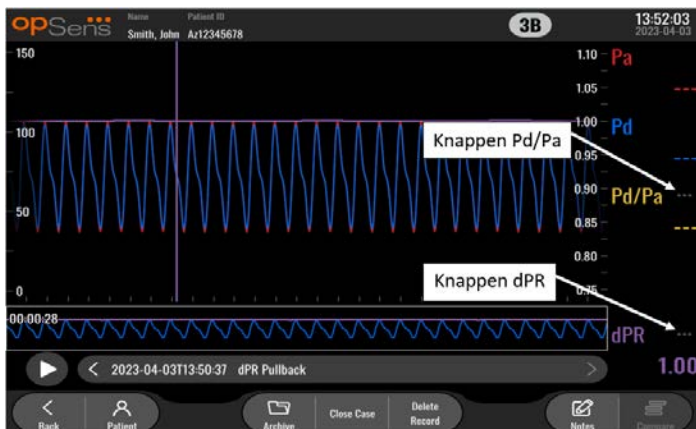 opSens
Name
Patient ID
Smith, John
Az12345678
3B
13:52:03
2023-04-03
150
100
50
0
1.10
1.05
1.00
0.95
0.90
0.85
0.80
0.75
Pa
---
Pd
---
Knappen Pd/Pa
...
Pd/Pa
---
Knappen dPR
00:00:28
dPR
...
1.00
< 2023-04-03T13:50:37 dPR Pullback >
<
Back
Patient
Archive
Close Case
Delete
Record
Notes
Compare